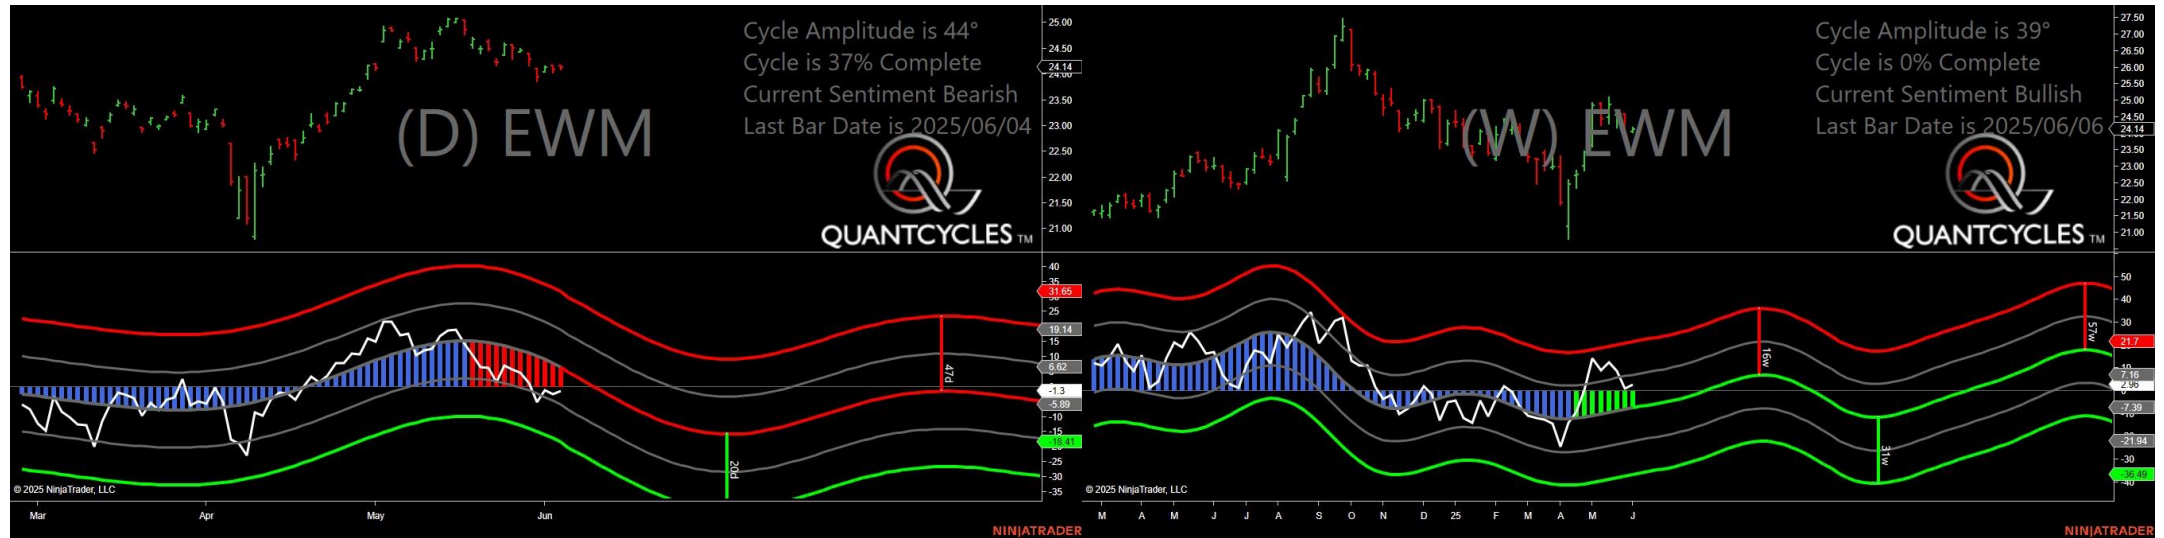 Cycle Amplitude is 44°
Cycle is 37% Complete
Current Sentiment Bearish
Last Bar Date is 2025/06/04
(D) EWM
QUANTCYCLES TM
25.00
24.50
24.14
24.00
23.50
23.00
22.50
22.00
21.50
21.00
40
35
31.65
25
19.14
15
10
6.62
-1.3
-5.89
-10
-15
-18.41
-25
-30
-35
47d
20d
© 2025 NinjaTrader, LLC
Mar Apr May Jun
NINJATRADER
Cycle Amplitude is 39°
Cycle is 0% Complete
Current Sentiment Bullish
Last Bar Date is 2025/06/06
(W) EWM
QUANTCYCLES TM
27.50
27.00
26.50
26.00
25.50
25.00
24.50
24.14
23.50
23.00
22.50
22.00
21.50
21.00
50
40
30
21.7
7.16
2.96
-7.39
-21.94
-30
-36.49
16w
31w
57w
© 2025 NinjaTrader, LLC
M A M J J A S O N D 25 F M A M J
NINJATRADER